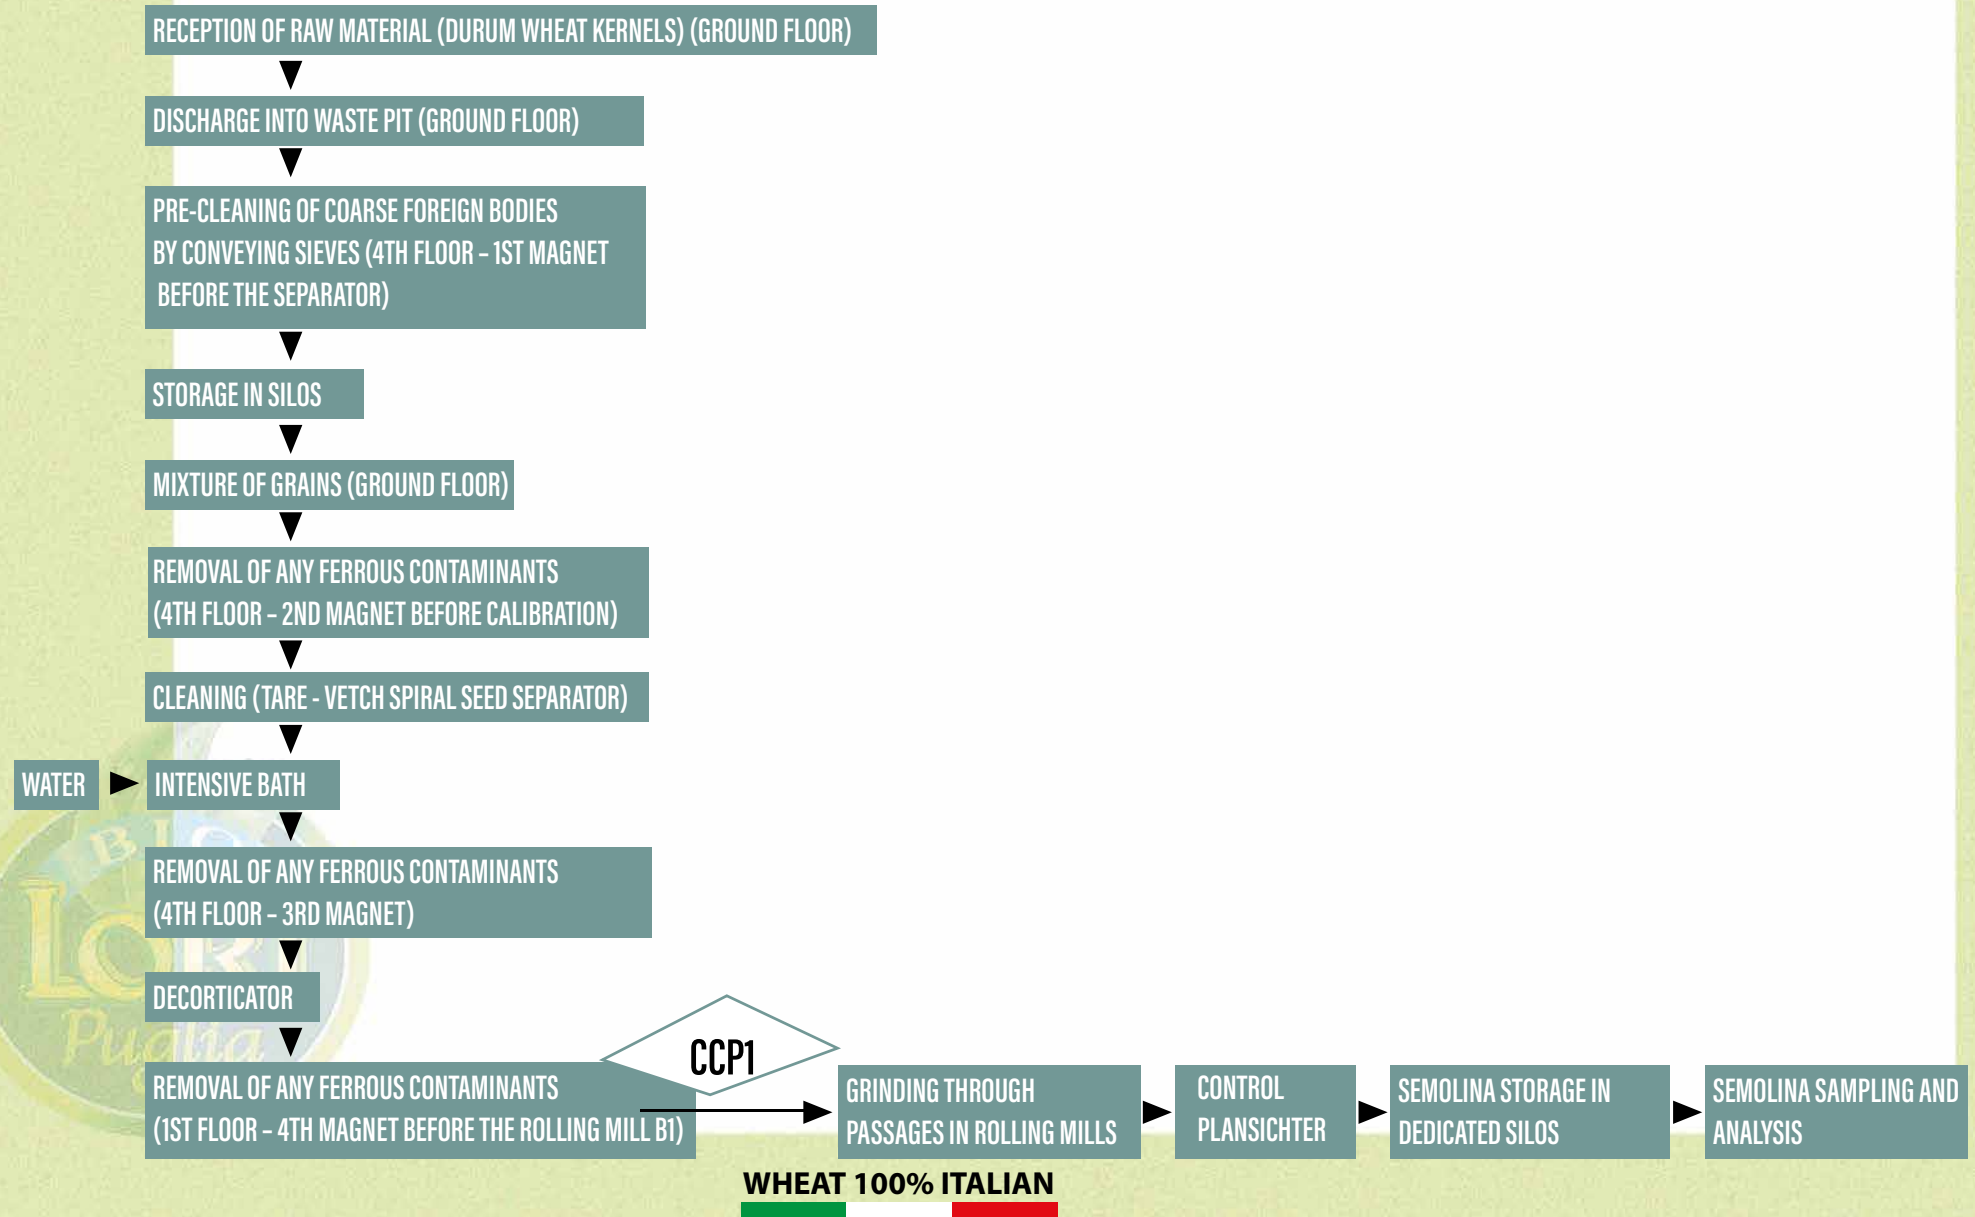 RECEPTION OF RAW MATERIAL (DURUM WHEAT KERNELS) (GROUND FLOOR)
DISCHARGE INTO WASTE PIT (GROUND FLOOR)
PRE-CLEANING OF COARSE FOREIGN BODIES
BY CONVEYING SIEVES (4TH FLOOR – 1ST MAGNET
BEFORE THE SEPARATOR)
STORAGE IN SILOS
MIXTURE OF GRAINS (GROUND FLOOR)
REMOVAL OF ANY FERROUS CONTAMINANTS
(4TH FLOOR – 2ND MAGNET BEFORE CALIBRATION)
CLEANING (TARE - VETCH SPIRAL SEED SEPARATOR)
WATER
INTENSIVE BATH
REMOVAL OF ANY FERROUS CONTAMINANTS
(4TH FLOOR – 3RD MAGNET)
DECORTICATOR
REMOVAL OF ANY FERROUS CONTAMINANTS
(1ST FLOOR – 4TH MAGNET BEFORE THE ROLLING MILL B1)
CCP1
GRINDING THROUGH
PASSAGES IN ROLLING MILLS
CONTROL
PLANSICHTER
SEMOLINA STORAGE IN
DEDICATED SILOS
SEMOLINA SAMPLING AND
ANALYSIS
WHEAT 100% ITALIAN
BIO
LORI
Puglia